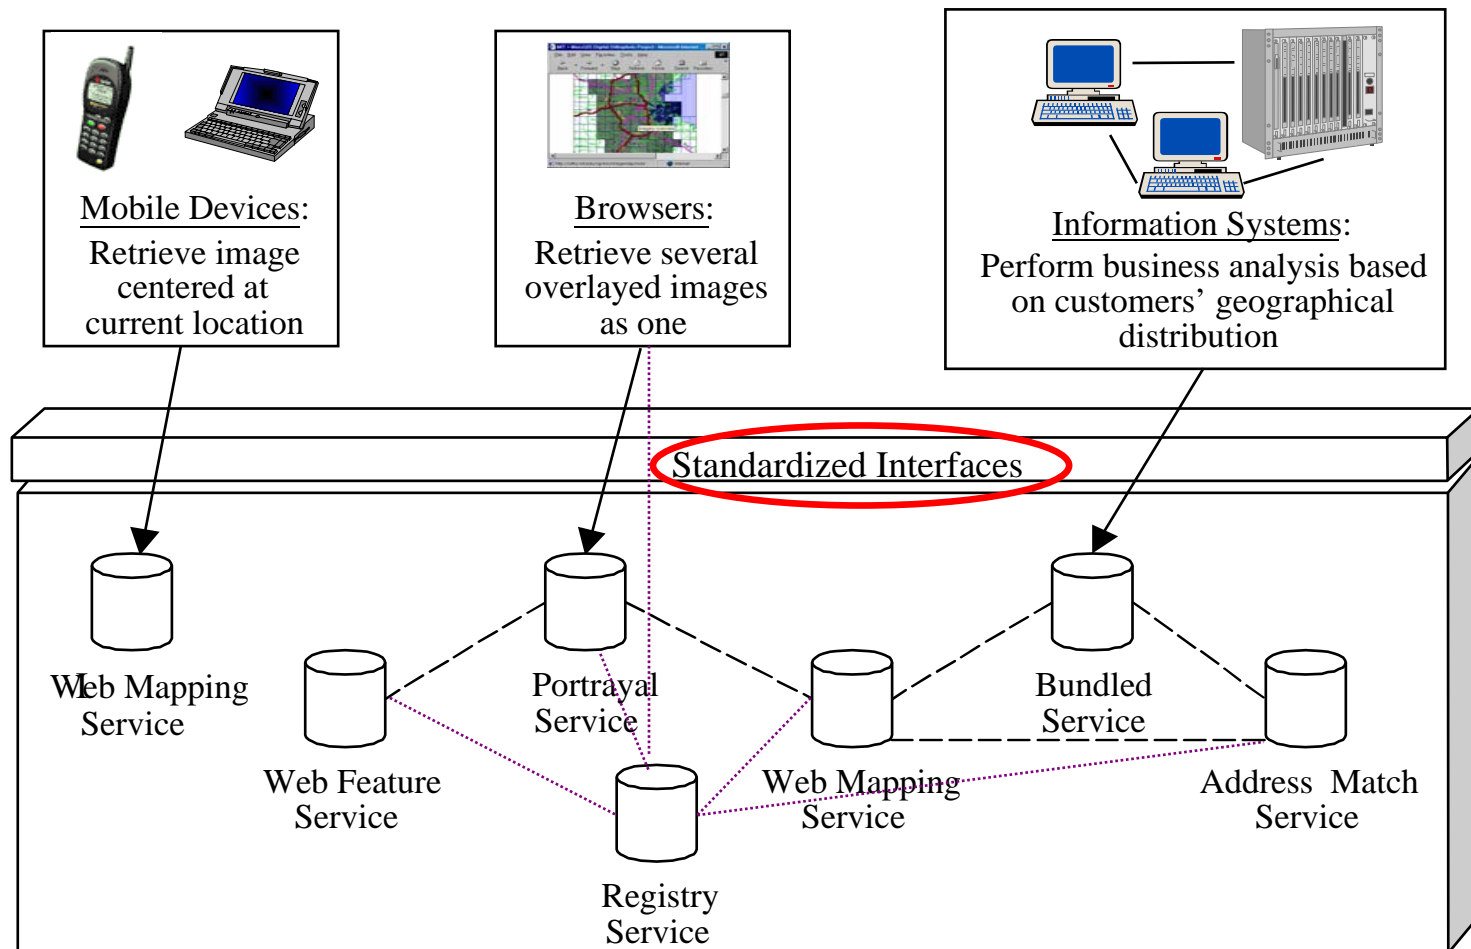 Mobile Devices:
Retrieve image
centered at
current location
Browsers:
Retrieve several
overlayed images
as one
Information Systems:
Perform business analysis based
on customers’ geographical
distribution
Standardized Interfaces
Web Mapping
Service
Portrayal
Service
Bundled
Service
Web Feature
Service
Web Mapping
Service
Address Match
Service
Registry
Service